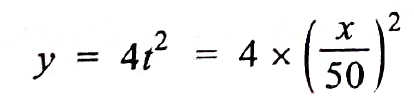 y = 4t² = 4 × (x/50)²